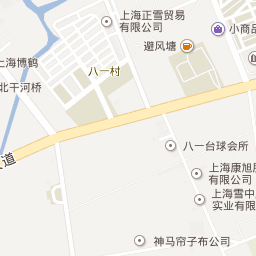 上海正雪贸易
有限公司
小商品
避风塘
上海博鹤
八一村
北干河桥
八一台球会所
道
上海康旭
有限公司
上海雪中
实业有限
神马帘子布公司